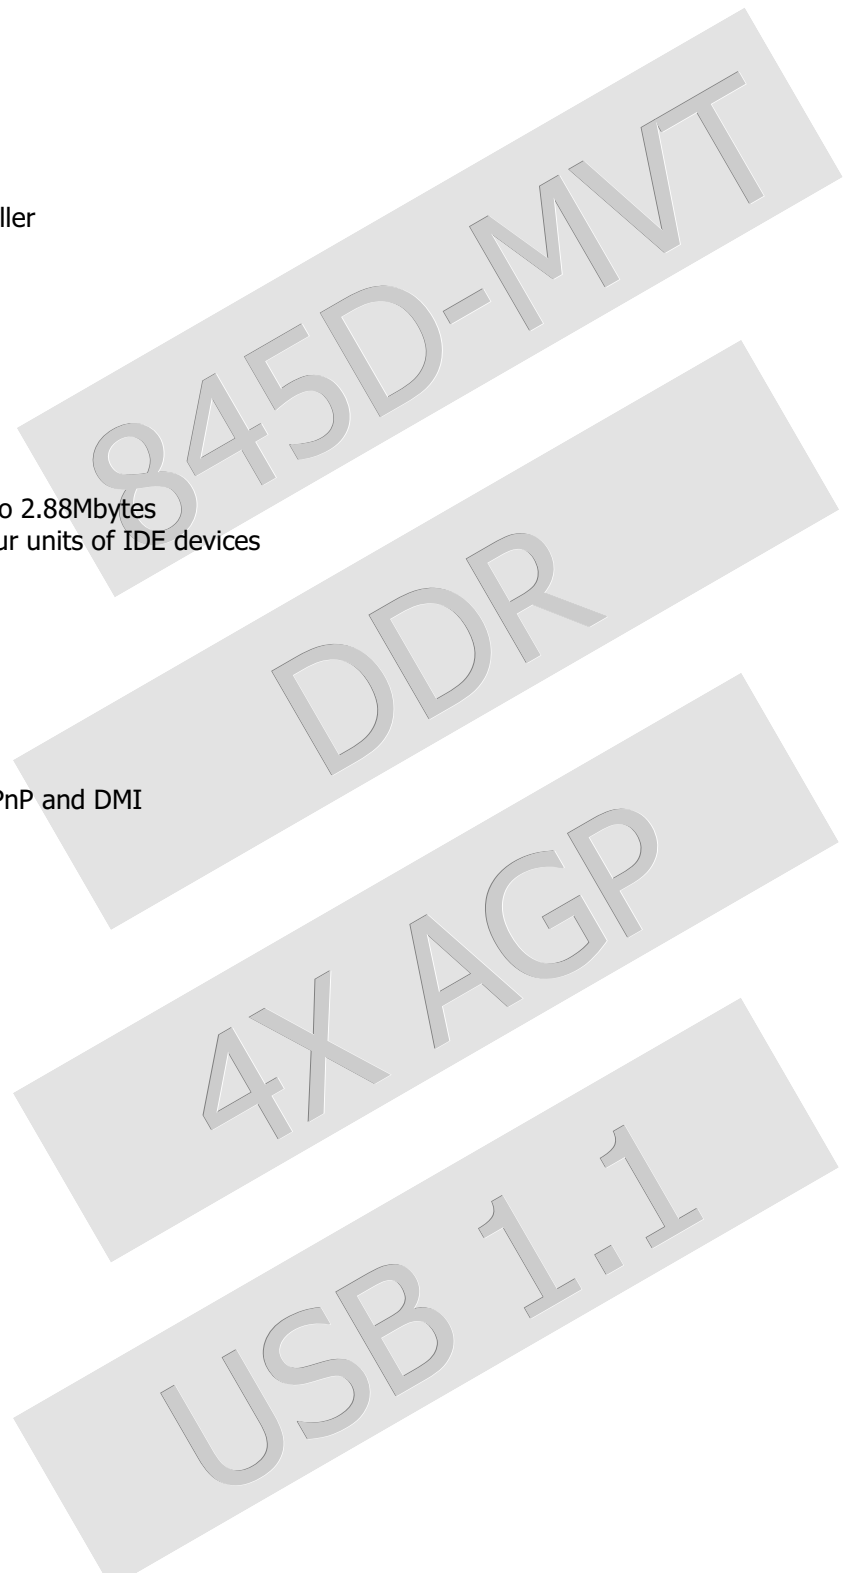 845D-MVT
ller
o 2.88Mbytes
ur units of IDE devices
DDR
PnP and DMI
4X AGP
USB 1.1